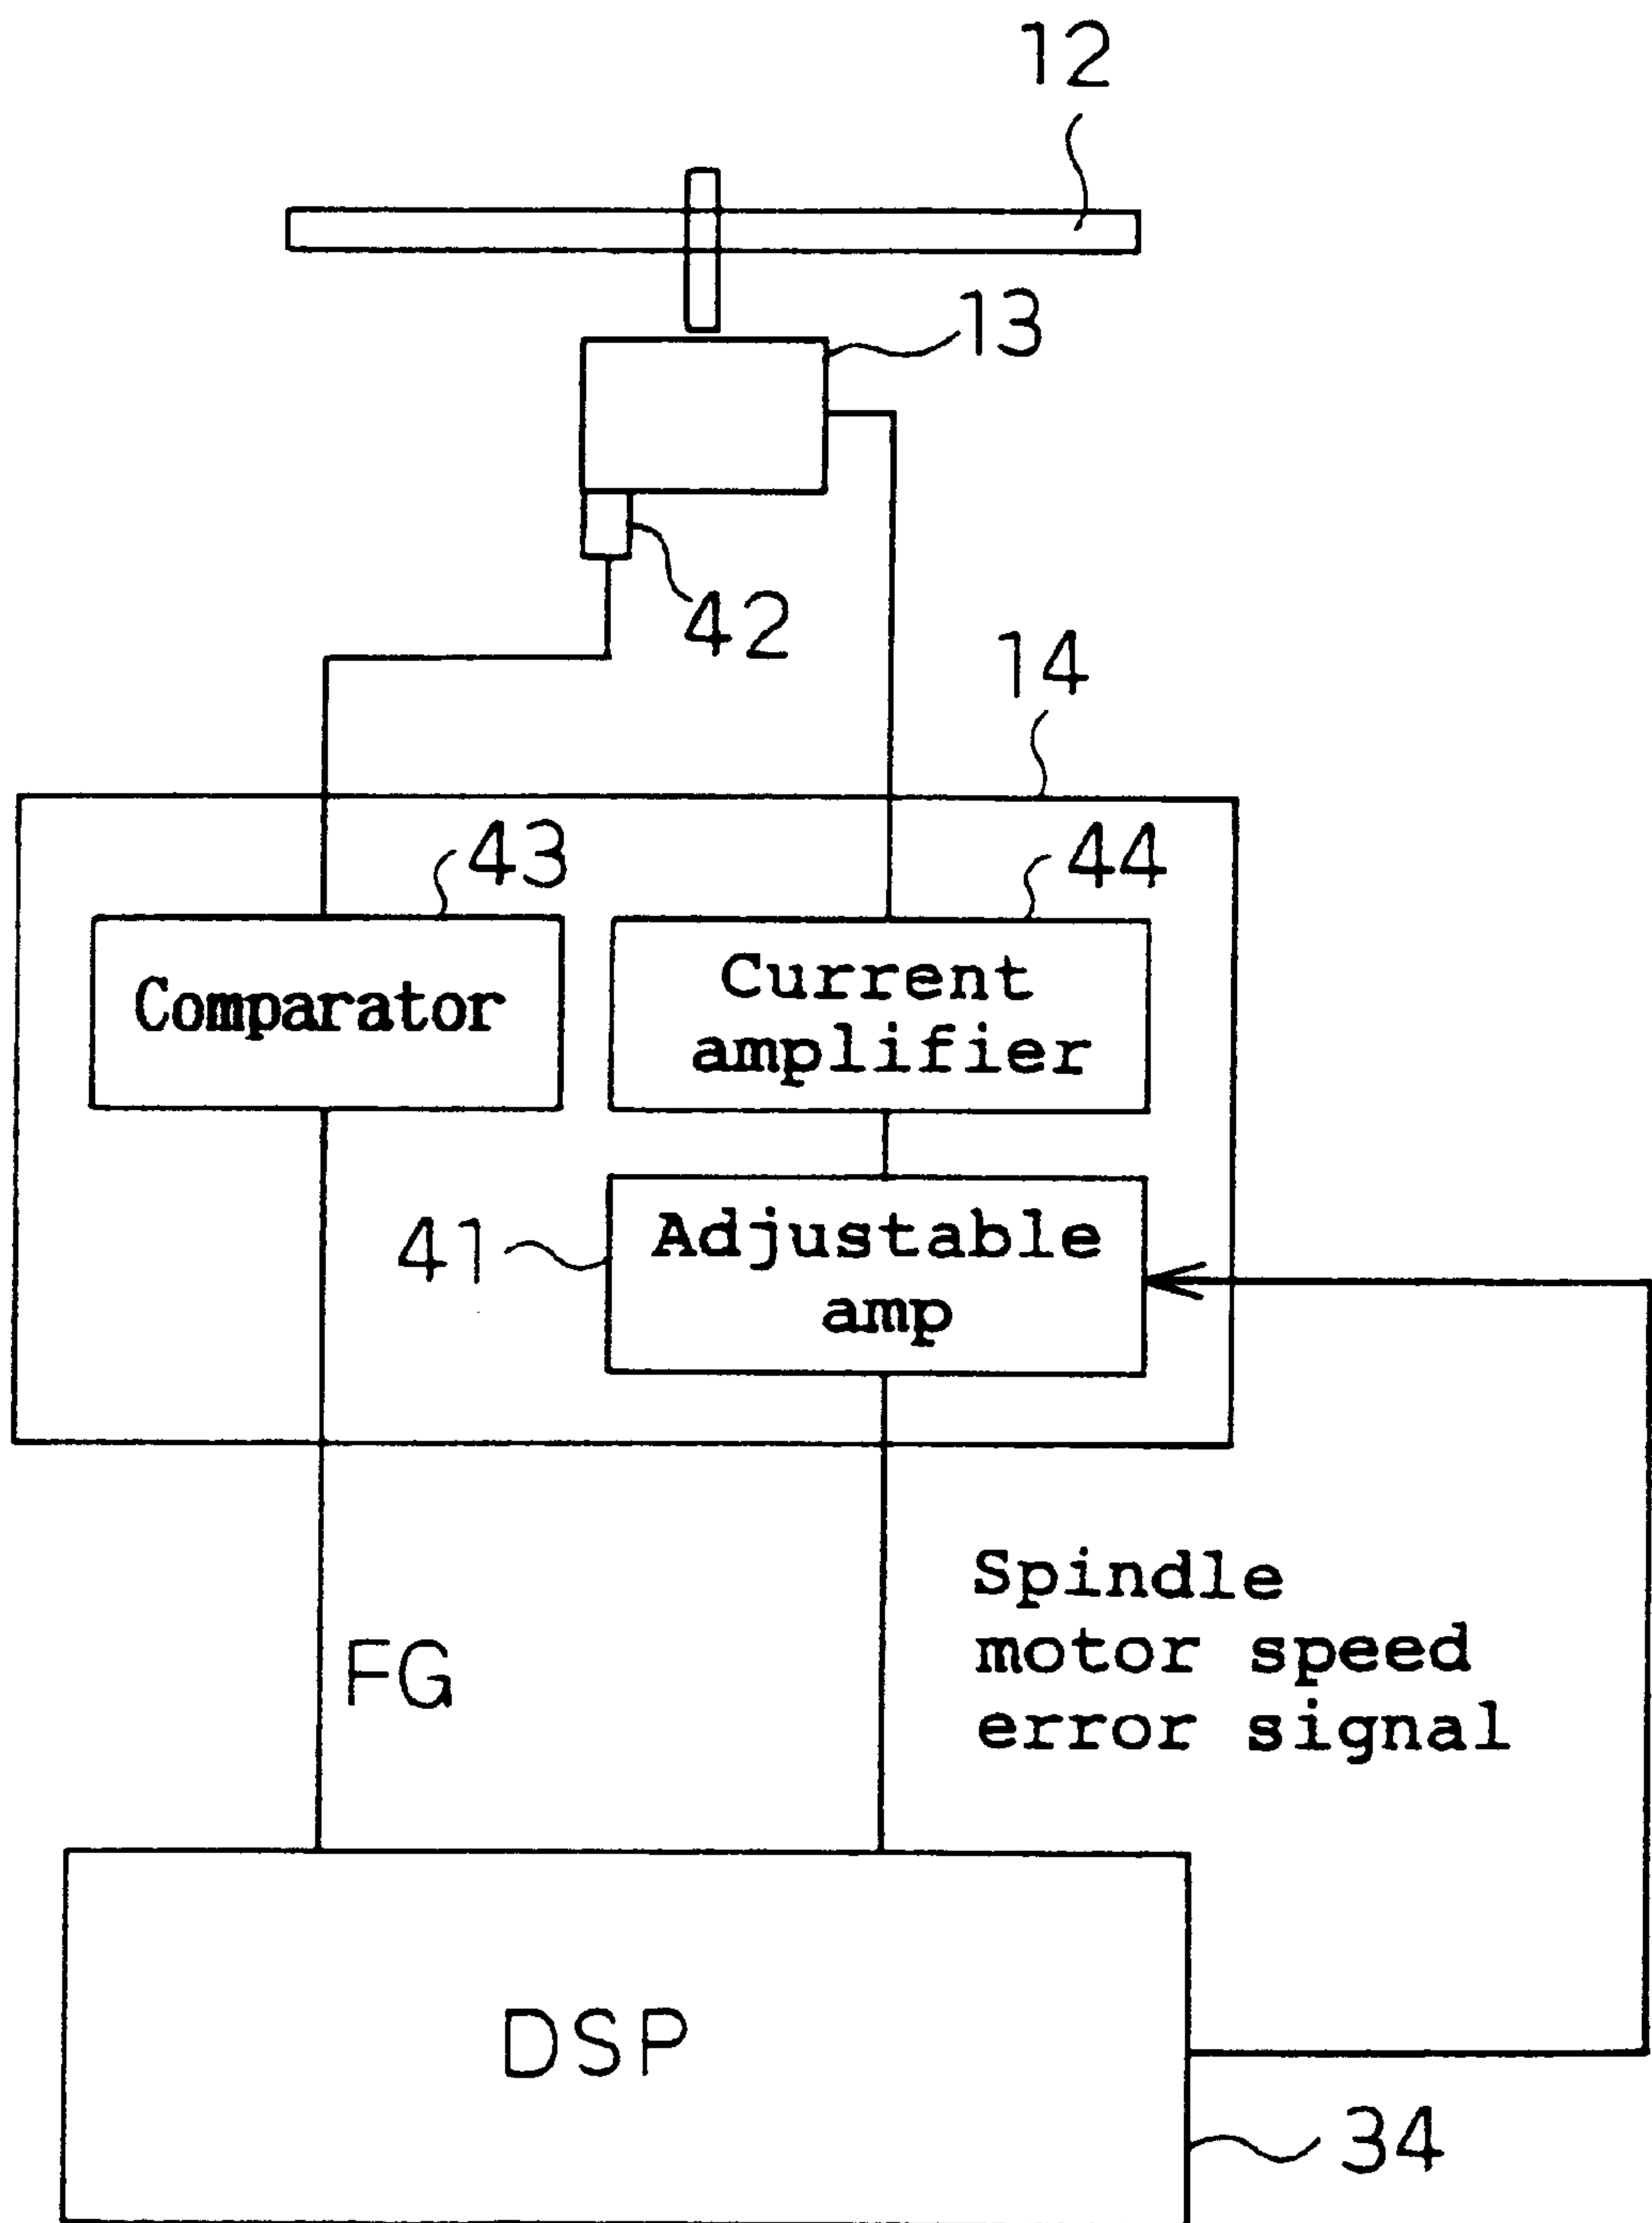 12
13
42
14
43
44
Comparator
Current
amplifier
41
Adjustable
amp
FG
Spindle
motor speed
error signal
DSP
34